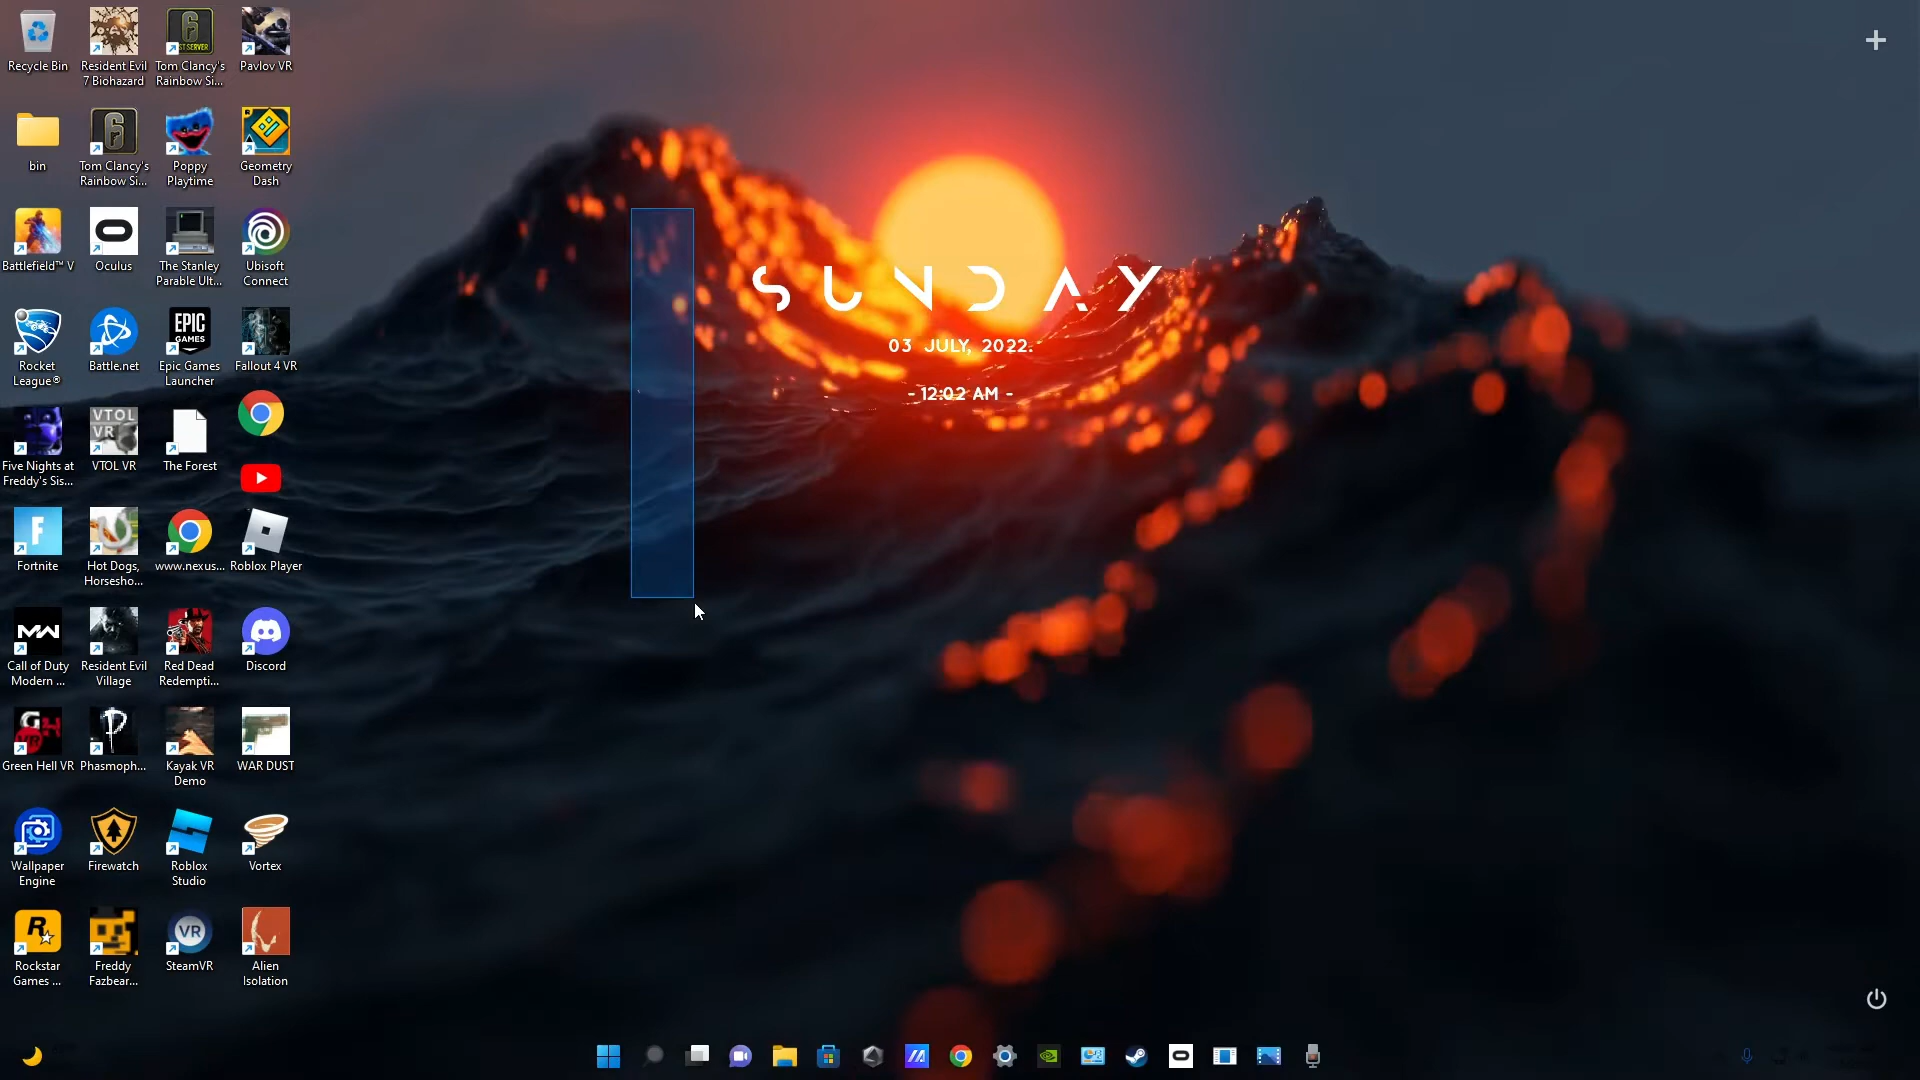 Recycle Bin
Resident Evil
7 Biohazard
Tom Clancy's
Rainbow Si...
Pavlov VR
bin
Tom Clancy's
Rainbow Si...
Poppy
Playtime
Geometry
Dash
Battlefield™ V
Oculus
The Stanley
Parable Ult...
Ubisoft
Connect
Rocket
League®
Battle.net
EPIC
GAMES
Epic Games
Launcher
Fallout 4 VR
Five Nights at
Freddy's Sis...
VTOL
VR
VTOL VR
The Forest
Fortnite
Hot Dogs,
Horsesho...
www.nexus...
Roblox Player
Call of Duty
Modern ...
Resident Evil
Village
Red Dead
Redempti...
Discord
Green Hell VR
Phasmoph...
Kayak VR
Demo
WAR DUST
Wallpaper
Engine
Firewatch
Roblox
Studio
Vortex
Rockstar
Games ...
Freddy
Fazbear...
VR
SteamVR
Alien
Isolation
SUNDAY
03 JULY, 2022.
- 12:02 AM -